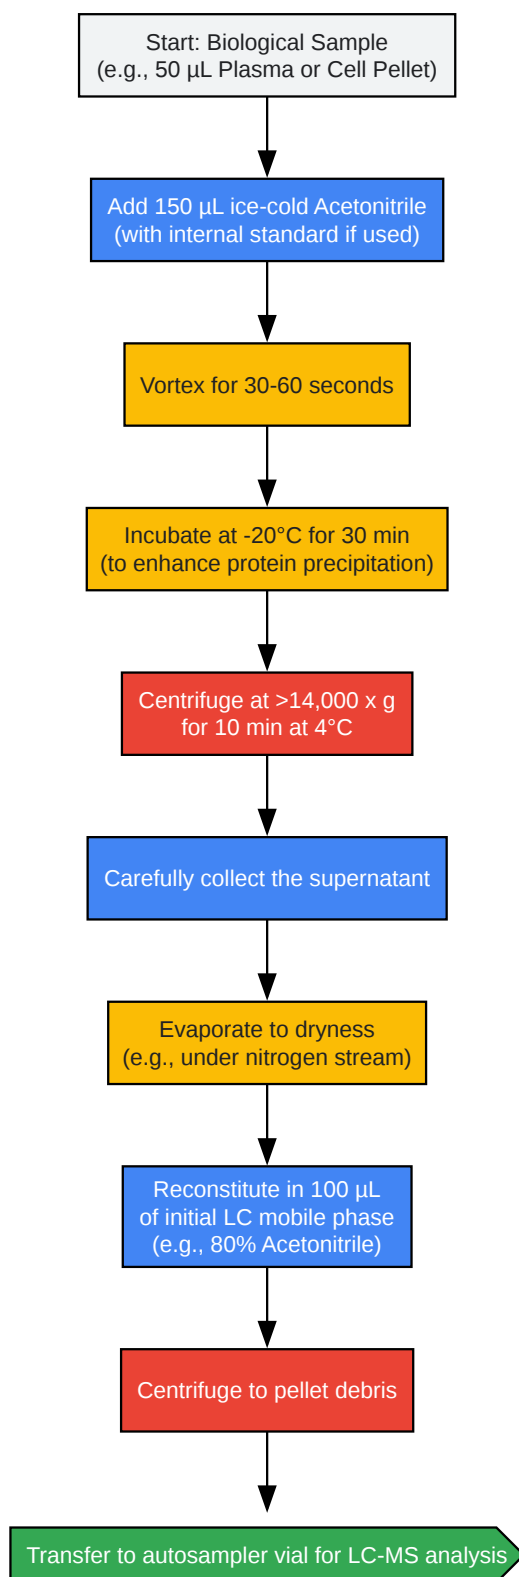 Start: Biological Sample
(e.g., 50 µL Plasma or Cell Pellet)
Add 150 µL ice-cold Acetonitrile
(with internal standard if used)
Vortex for 30-60 seconds
Incubate at -20°C for 30 min
(to enhance protein precipitation)
Centrifuge at >14,000 x g
for 10 min at 4°C
Carefully collect the supernatant
Evaporate to dryness
(e.g., under nitrogen stream)
Reconstitute in 100 µL
of initial LC mobile phase
(e.g., 80% Acetonitrile)
Centrifuge to pellet debris
Transfer to autosampler vial for LC-MS analysis